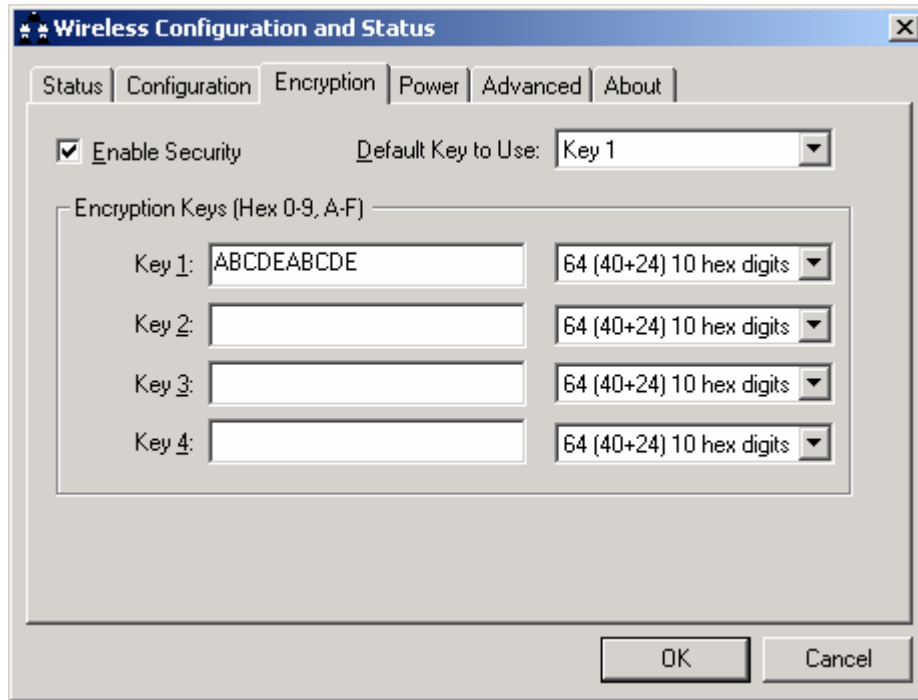 Wireless Configuration and Status
Status Configuration Encryption Power Advanced About
Enable Security Default Key to Use: Key 1
Encryption Keys (Hex 0-9, A-F)
Key 1: ABCDEABCDE 64 (40+24) 10 hex digits
Key 2: 64 (40+24) 10 hex digits
Key 3: 64 (40+24) 10 hex digits
Key 4: 64 (40+24) 10 hex digits
OK Cancel